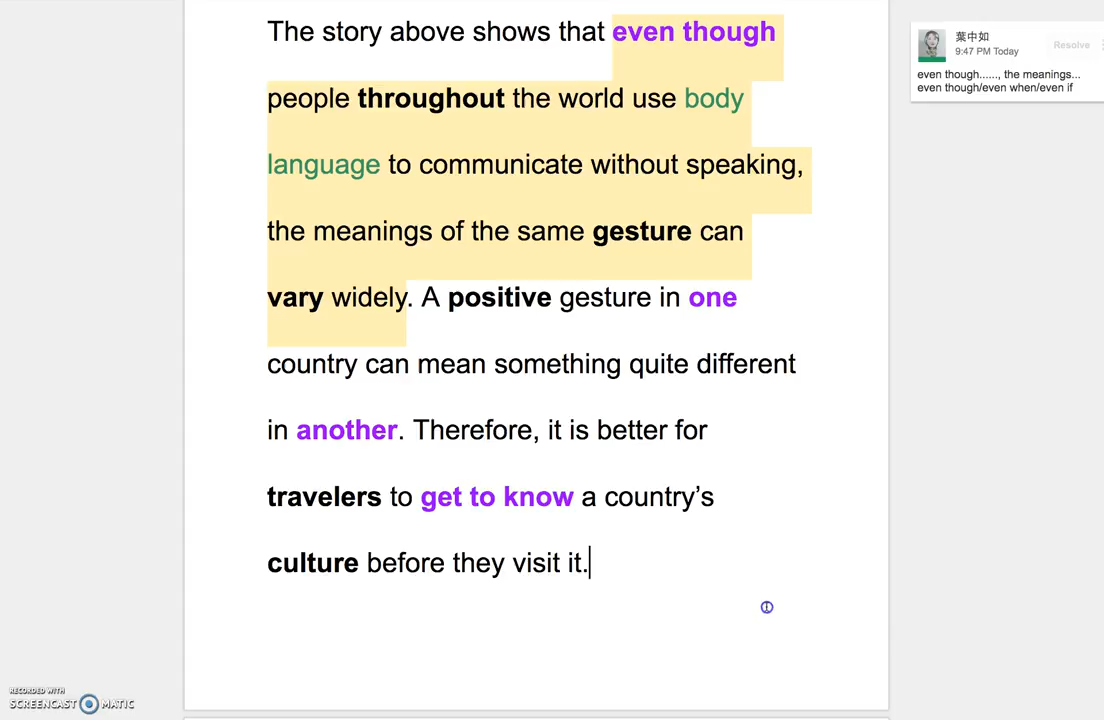 The story above shows that even though
people throughout the world use body
language to communicate without speaking,
the meanings of the same gesture can
vary widely. A positive gesture in one
country can mean something quite different
in another. Therefore, it is better for
travelers to get to know a country’s
culture before they visit it.
葉中如
9:47 PM Today
Resolve
even though......, the meanings...
even though/even when/even if
RECORDED WITH
SCREENCAST MATIC